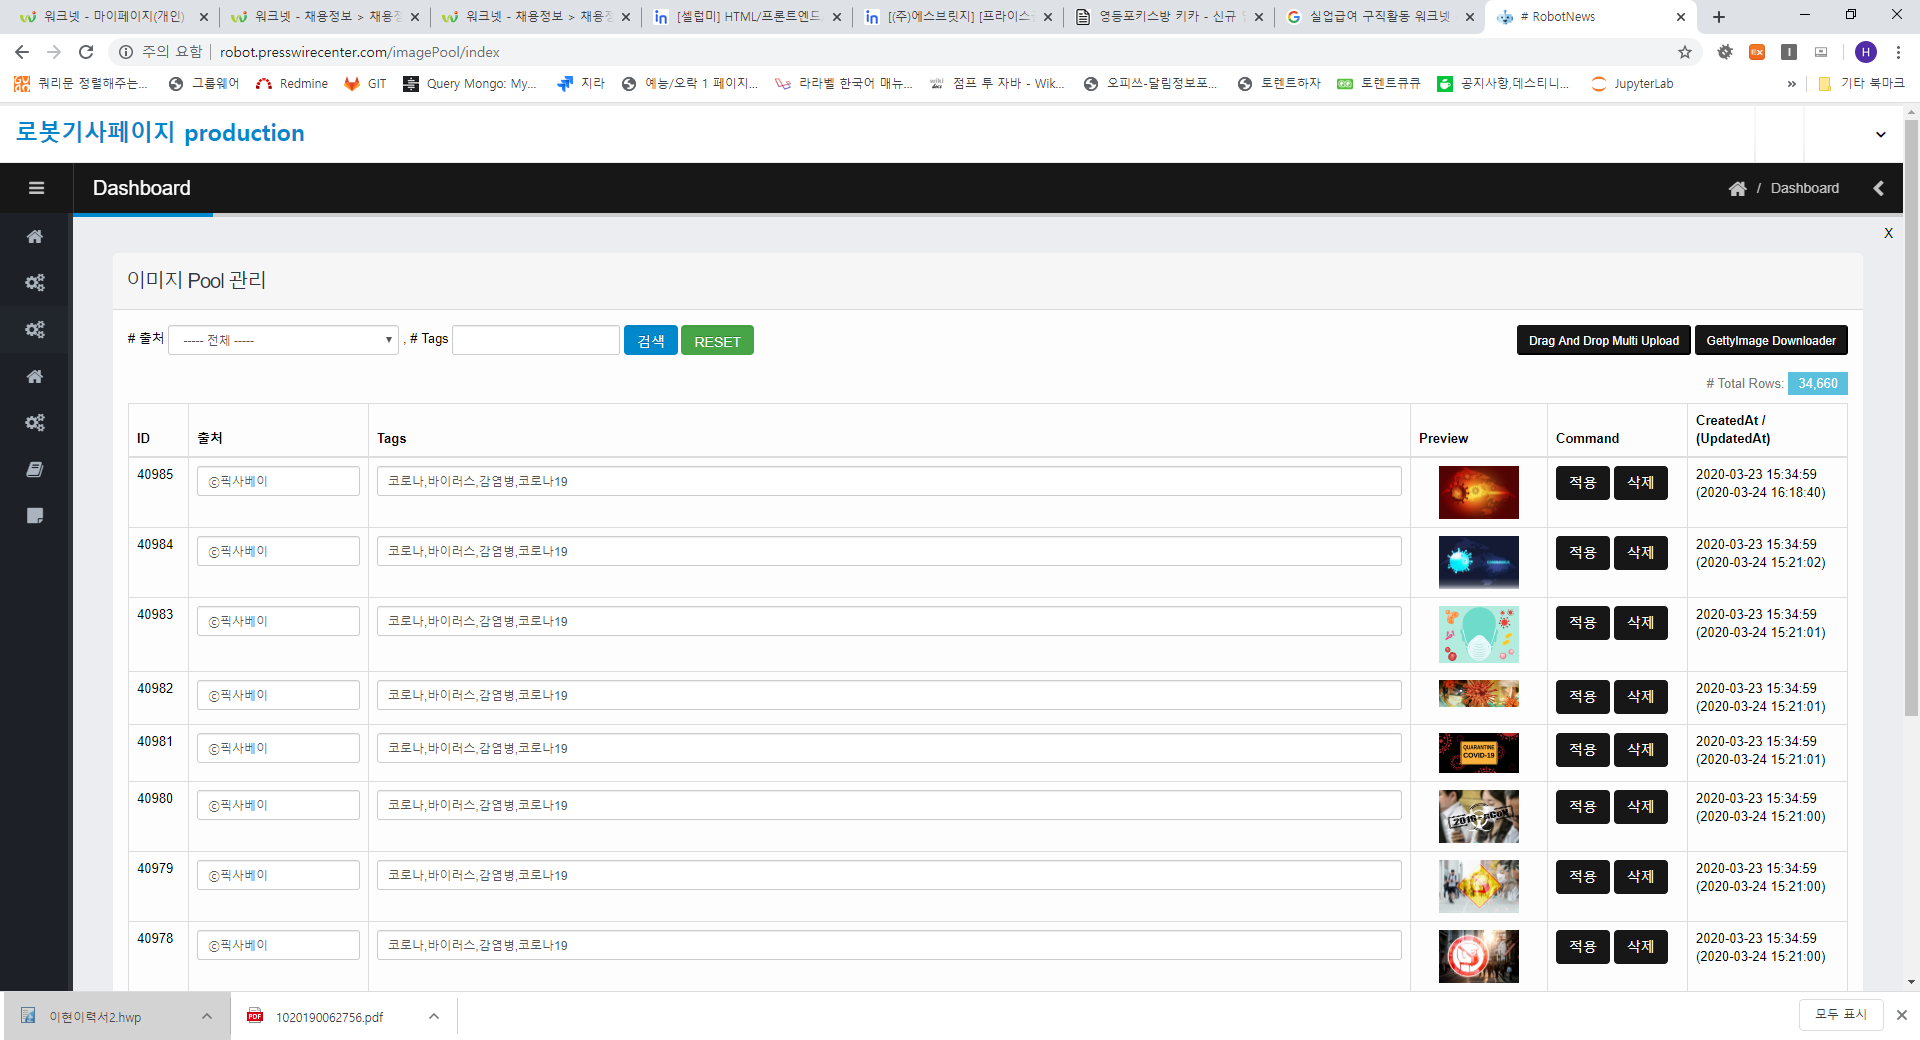 워크넷 - 마이페이지(개인)
워크넷 - 채용정보 > 채용정
워크넷 - 채용정보 > 채용정
[셀럽미] HTML/프론트엔드
[(주)에스브릿지] [프라이스
영등포키스방 키카 - 신규
실업급여 구직활동 워크넷
# RobotNews
주의 요함
robot.presswirecenter.com/imagePool/index
H
쿼리문 정렬해주는...
그룹웨어
Redmine
GIT
Query Mongo: My...
지라
예능/오락 1 페이지...
라라벨 한국어 매뉴...
점프 투 자바 - Wik...
오피쓰-달림정보포...
토렌트하자
토렌트큐큐
공지사항,데스티니...
JupyterLab
»
기타 북마크
로봇기사페이지 production
Dashboard
/ Dashboard
X
이미지 Pool 관리
# 출처 ----- 전체 ----- , # Tags 검색 RESET
Drag And Drop Multi Upload
GettyImage Downloader
# Total Rows: 34,660
ID 출처 Tags Preview Command CreatedAt / (UpdatedAt)
40985 ©픽사베이 코로나,바이러스,감염병,코로나19 적용 삭제 2020-03-23 15:34:59
(2020-03-24 16:18:40)
40984 ©픽사베이 코로나,바이러스,감염병,코로나19 적용 삭제 2020-03-23 15:34:59
(2020-03-24 15:21:02)
40983 ©픽사베이 코로나,바이러스,감염병,코로나19 적용 삭제 2020-03-23 15:34:59
(2020-03-24 15:21:01)
40982 ©픽사베이 코로나,바이러스,감염병,코로나19 적용 삭제 2020-03-23 15:34:59
(2020-03-24 15:21:01)
40981 ©픽사베이 코로나,바이러스,감염병,코로나19 QUARANTINE COVID-19 적용 삭제 2020-03-23 15:34:59
(2020-03-24 15:21:01)
40980 ©픽사베이 코로나,바이러스,감염병,코로나19 적용 삭제 2020-03-23 15:34:59
(2020-03-24 15:21:00)
40979 ©픽사베이 코로나,바이러스,감염병,코로나19 적용 삭제 2020-03-23 15:34:59
(2020-03-24 15:21:00)
40978 ©픽사베이 코로나,바이러스,감염병,코로나19 적용 삭제 2020-03-23 15:34:59
(2020-03-24 15:21:00)
이현이력서2.hwp
PDF
1020190062756.pdf
모두 표시